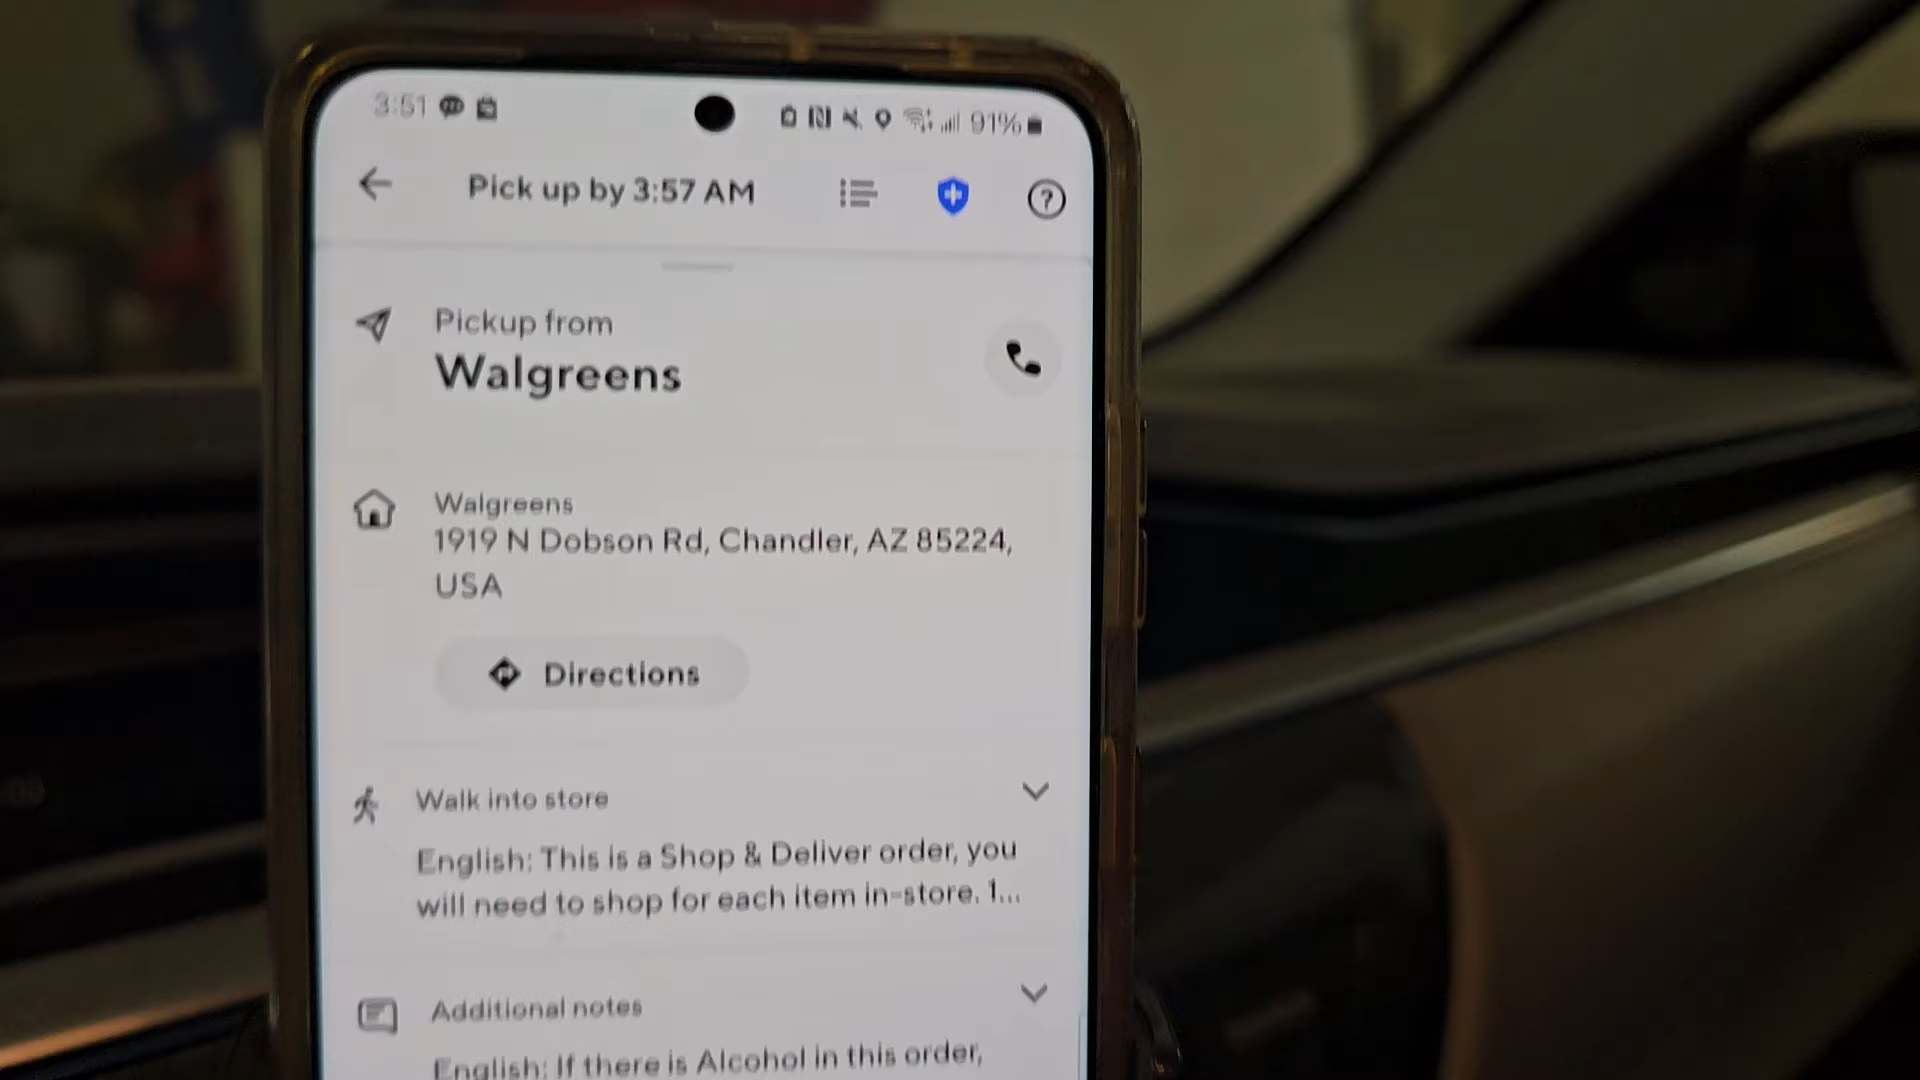 3:51 91%
Pick up by 3:57 AM
Pickup from
Walgreens
Walgreens
1919 N Dobson Rd, Chandler, AZ 85224,
USA
Directions
Walk into store
English: This is a Shop & Deliver order, you
will need to shop for each item in-store. 1...
Additional notes
English: If there is Alcohol in this order,